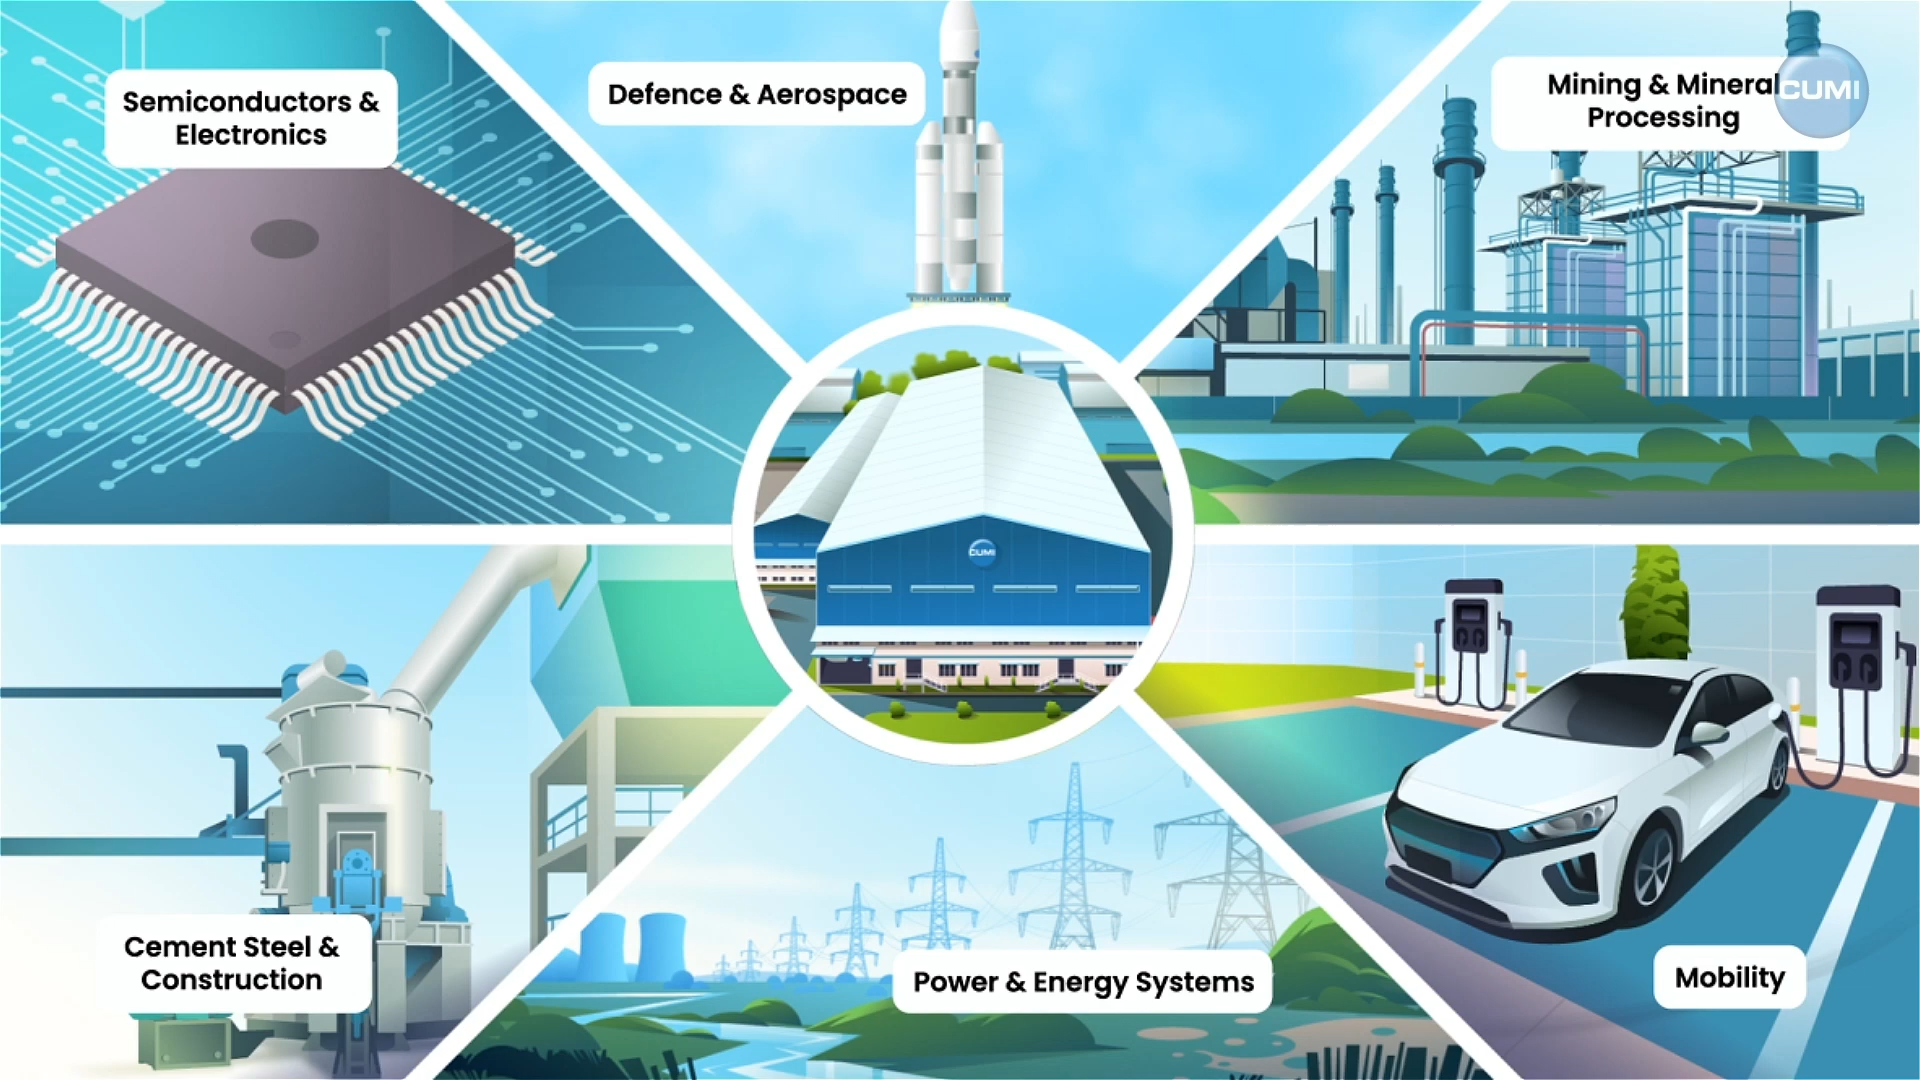 Semiconductors &
Electronics
Defence & Aerospace
Mining & Mineral
Processing
CUMI
CUMI
Cement Steel &
Construction
Power & Energy Systems
Mobility